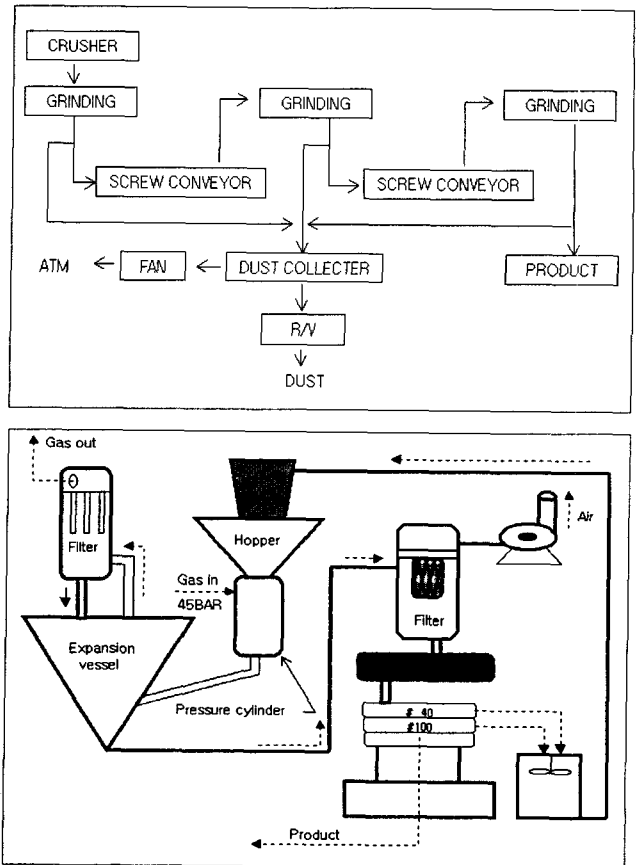 CRUSHER
GRINDING
GRINDING
GRINDING
SCREW CONVEYOR
SCREW CONVEYOR
ATM
FAN
DUST COLLECTER
PRODUCT
R/V
DUST
Gas out
Filter
Hopper
Gas in
45BAR
Air
Filter
Expansion
vessel
Pressure cylinder
# 40
#100
Product